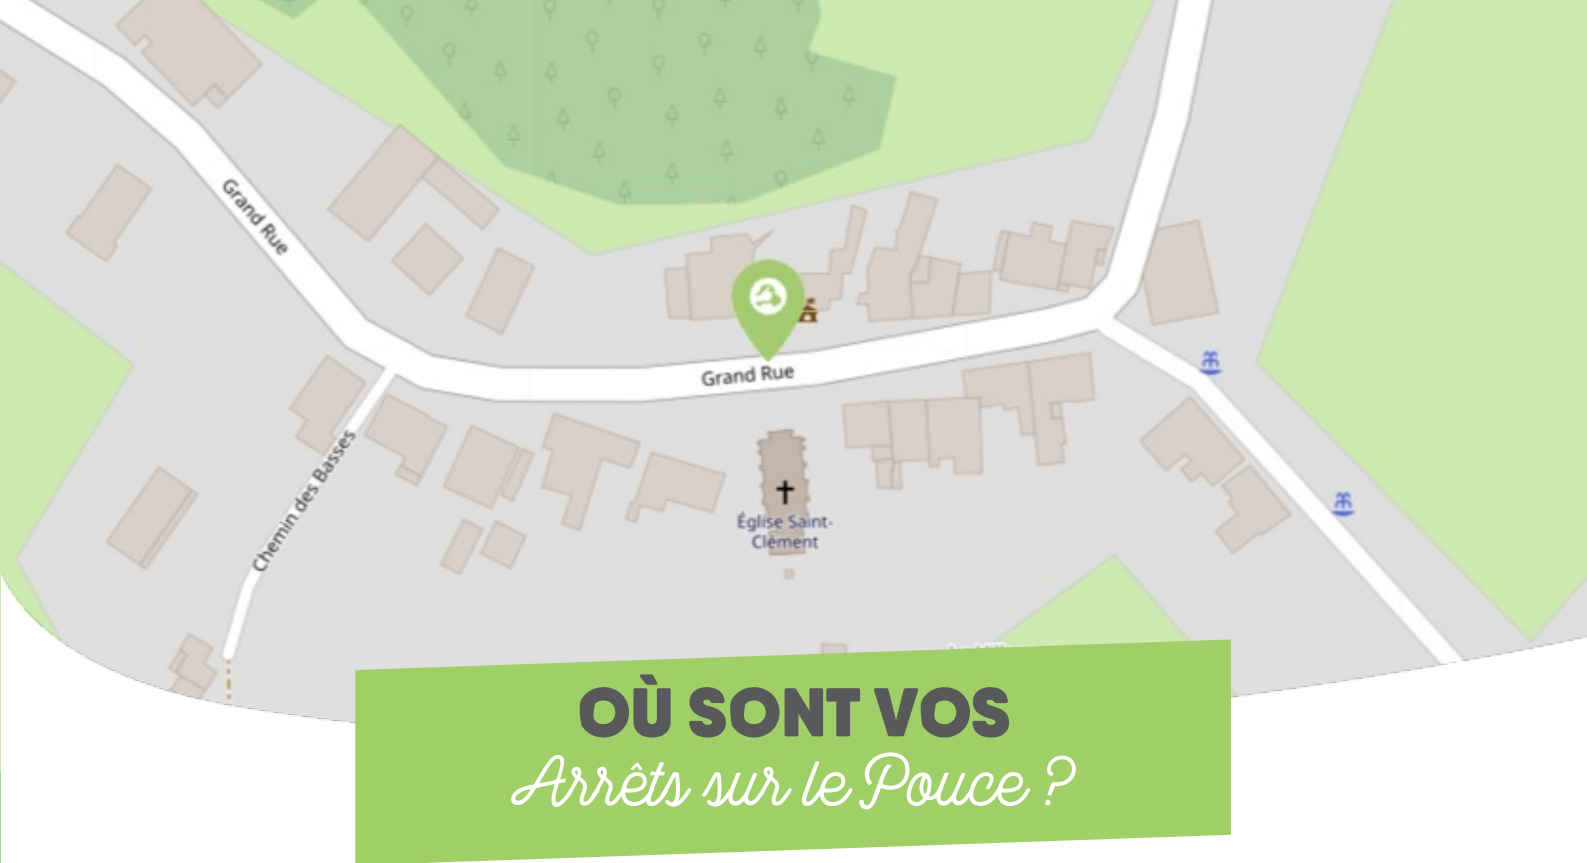 Grand Rue
Grand Rue
Chemin des Basses
Église Saint-
Clément
OÙ SONT VOS
Arrêts sur le Pouce ?